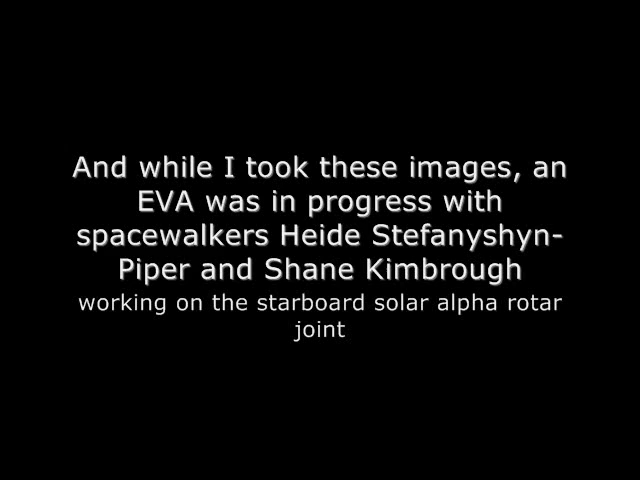 And while I took these images, an
EVA was in progress with
spacewalkers Heide Stefanyshyn-
Piper and Shane Kimbrough
working on the starboard solar alpha rotar
joint